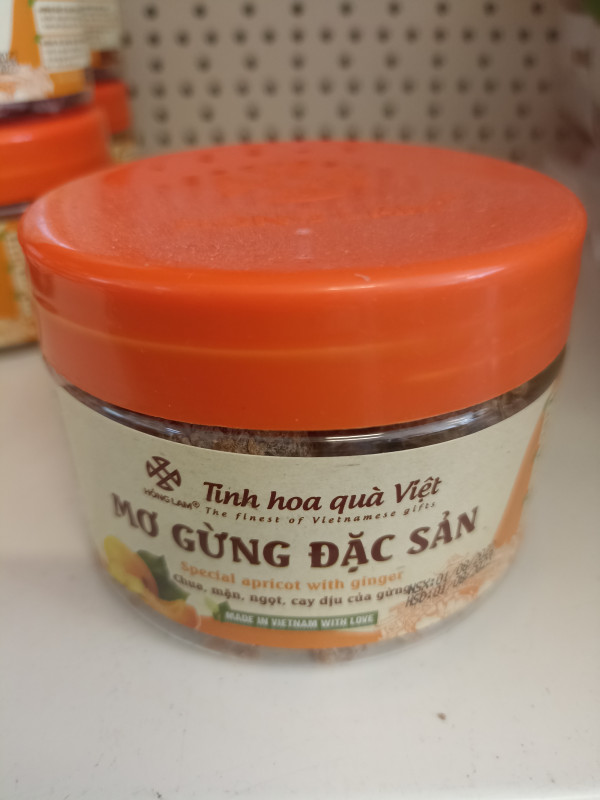 HỒNG LAM®
Tinh hoa quà Việt
The finest of Vietnamese gifts
MƠ GỪNG ĐẶC SẢN
Special apricot with ginger
Chua, mặn, ngọt, cay dịu của gừng
MADE IN VIETNAM WITH LOVE